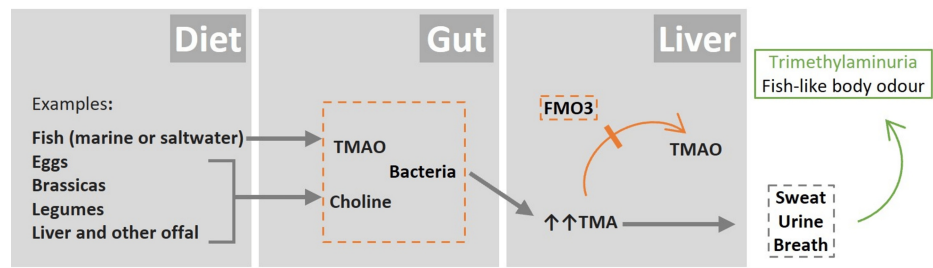 Diet
Examples:
Fish (marine or saltwater)
Eggs
Brassicas
Legumes
Liver and other offal
Gut
TMAO
Bacteria
Choline
Liver
FMO3
TMAO
↑↑TMA
Sweat
Urine
Breath
Trimethylaminuria
Fish-like body odour